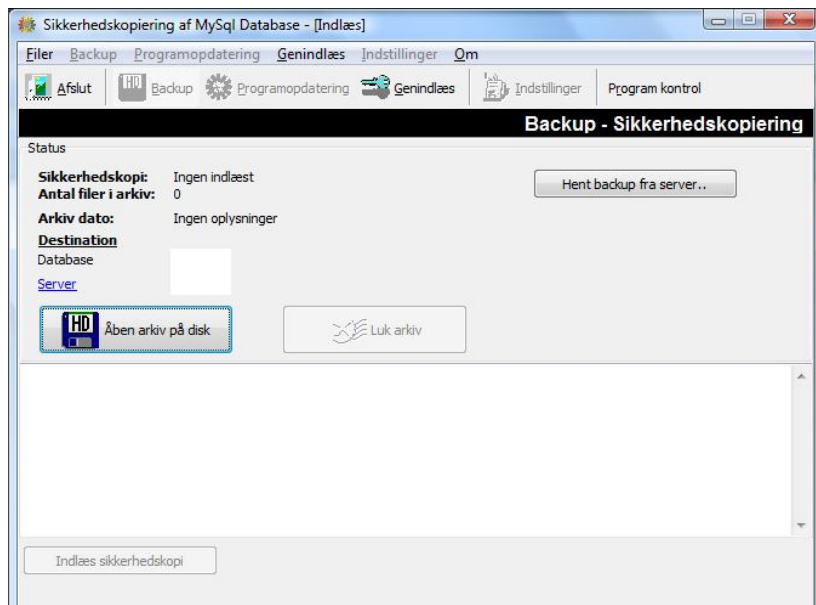 Sikkerhedskopiering af MySql Database - [Indlæs]
Filer Backup Programopdatering Genindlæs Indstillinger Om
Afslut HD Backup Programopdatering Genindlæs Indstillinger Program kontrol
Backup - Sikkerhedskopiering
Status
Sikkerhedskopi: Ingen indlæst
Antal filer i arkiv: 0
Hent backup fra server..
Arkiv dato: Ingen oplysninger
Destination
Database
Server
HD Åben arkiv på disk
Luk arkiv
Indlæs sikkerhedskopi